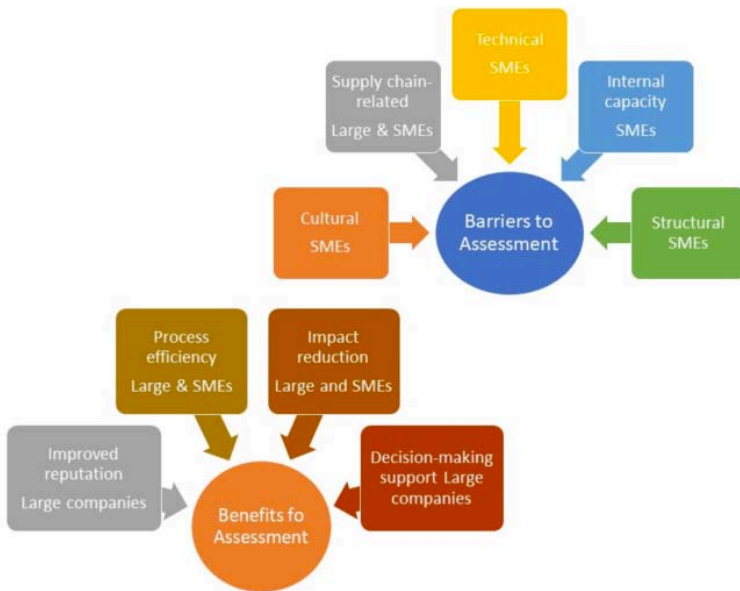 Technical
SMEs
Supply chain-
related
Large & SMEs
Internal
capacity
SMEs
Cultural
SMEs
Barriers to
Assessment
Structural
SMEs
Process
efficiency
Large & SMEs
Impact
reduction
Large and SMEs
Improved
reputation
Large companies
Benefits fo
Assessment
Decision-making
support Large
companies